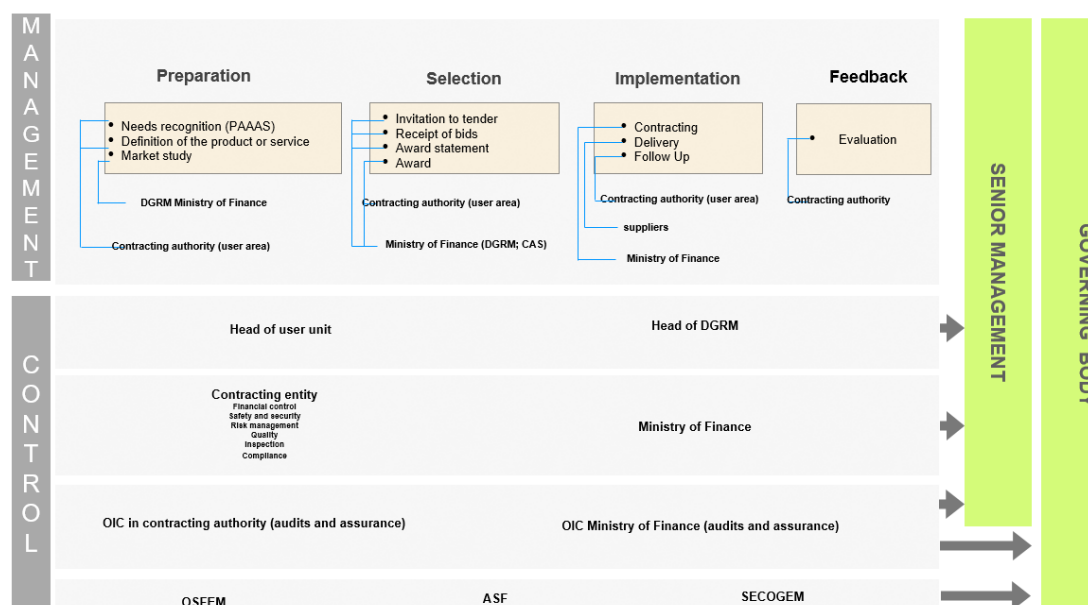 MANAGEMENT
Preparation
Selection
Implementation
Feedback
• Needs recognition (PAAAS)
• Definition of the product or service
• Market study
• Invitation to tender
• Receipt of bids
• Award statement
• Award
• Contracting
• Delivery
• Follow Up
• Evaluation
DGRM Ministry of Finance
Contracting authority (user area)
Contracting authority (user area)
Ministry of Finance (DGRM; CAS)
Contracting authority (user area)
suppliers
Ministry of Finance
Contracting authority
CONTROL
Head of user unit
Head of DGRM
Contracting entity
Financial control
Safety and security
Risk management
Quality
Inspection
Compliance
Ministry of Finance
OIC in contracting authority (audits and assurance)
OIC Ministry of Finance (audits and assurance)
OSFEM
ASF
SECOGEM
SENIOR MANAGEMENT
GOVERNING BODY